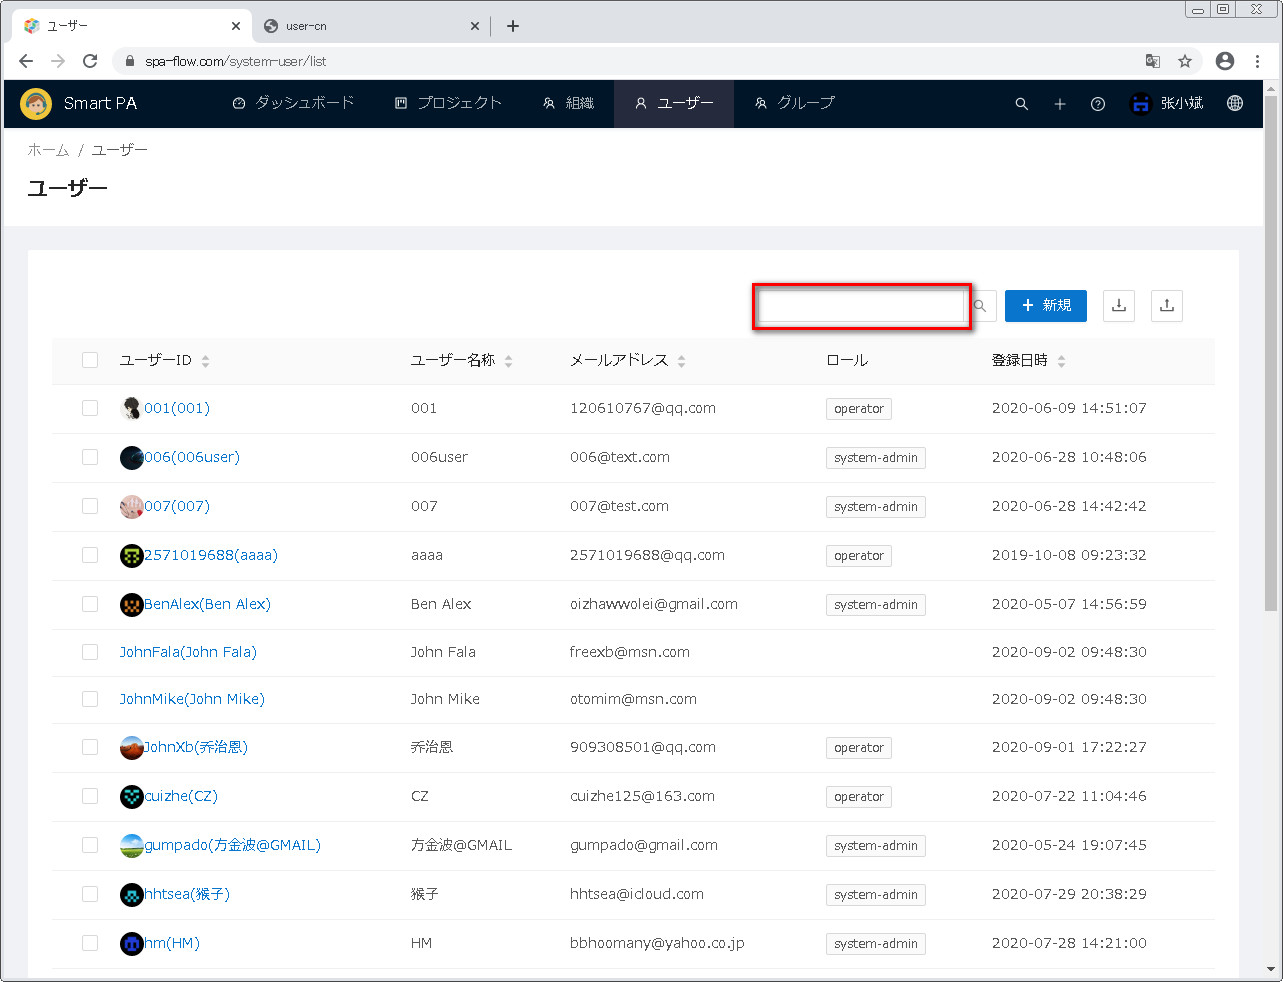 ユーザー
user-cn
spa-flow.com/system-user/list
Smart PA ダッシュボード プロジェクト 組織 ユーザー グループ 张小斌
ホーム / ユーザー
ユーザー
+ 新規
ユーザーID ユーザー名称 メールアドレス ロール 登録日時
001(001) 001 120610767@qq.com operator 2020-06-09 14:51:07
006(006user) 006user 006@text.com system-admin 2020-06-28 10:48:06
007(007) 007 007@test.com system-admin 2020-06-28 14:42:42
2571019688(aaaa) aaaa 2571019688@qq.com operator 2019-10-08 09:23:32
BenAlex(Ben Alex) Ben Alex oizhawwolei@gmail.com system-admin 2020-05-07 14:56:59
JohnFala(John Fala) John Fala freexb@msn.com 2020-09-02 09:48:30
JohnMike(John Mike) John Mike otomim@msn.com 2020-09-02 09:48:30
JohnXb(乔治恩) 乔治恩 909308501@qq.com operator 2020-09-01 17:22:27
cuizhe(CZ) CZ cuizhe125@163.com operator 2020-07-22 11:04:46
gumpado(方金波@GMAIL) 方金波@GMAIL gumpado@gmail.com system-admin 2020-05-24 19:07:45
hhtsea(猴子) 猴子 hhtsea@icloud.com system-admin 2020-07-29 20:38:29
hm(HM) HM bbhoomany@yahoo.co.jp system-admin 2020-07-28 14:21:00